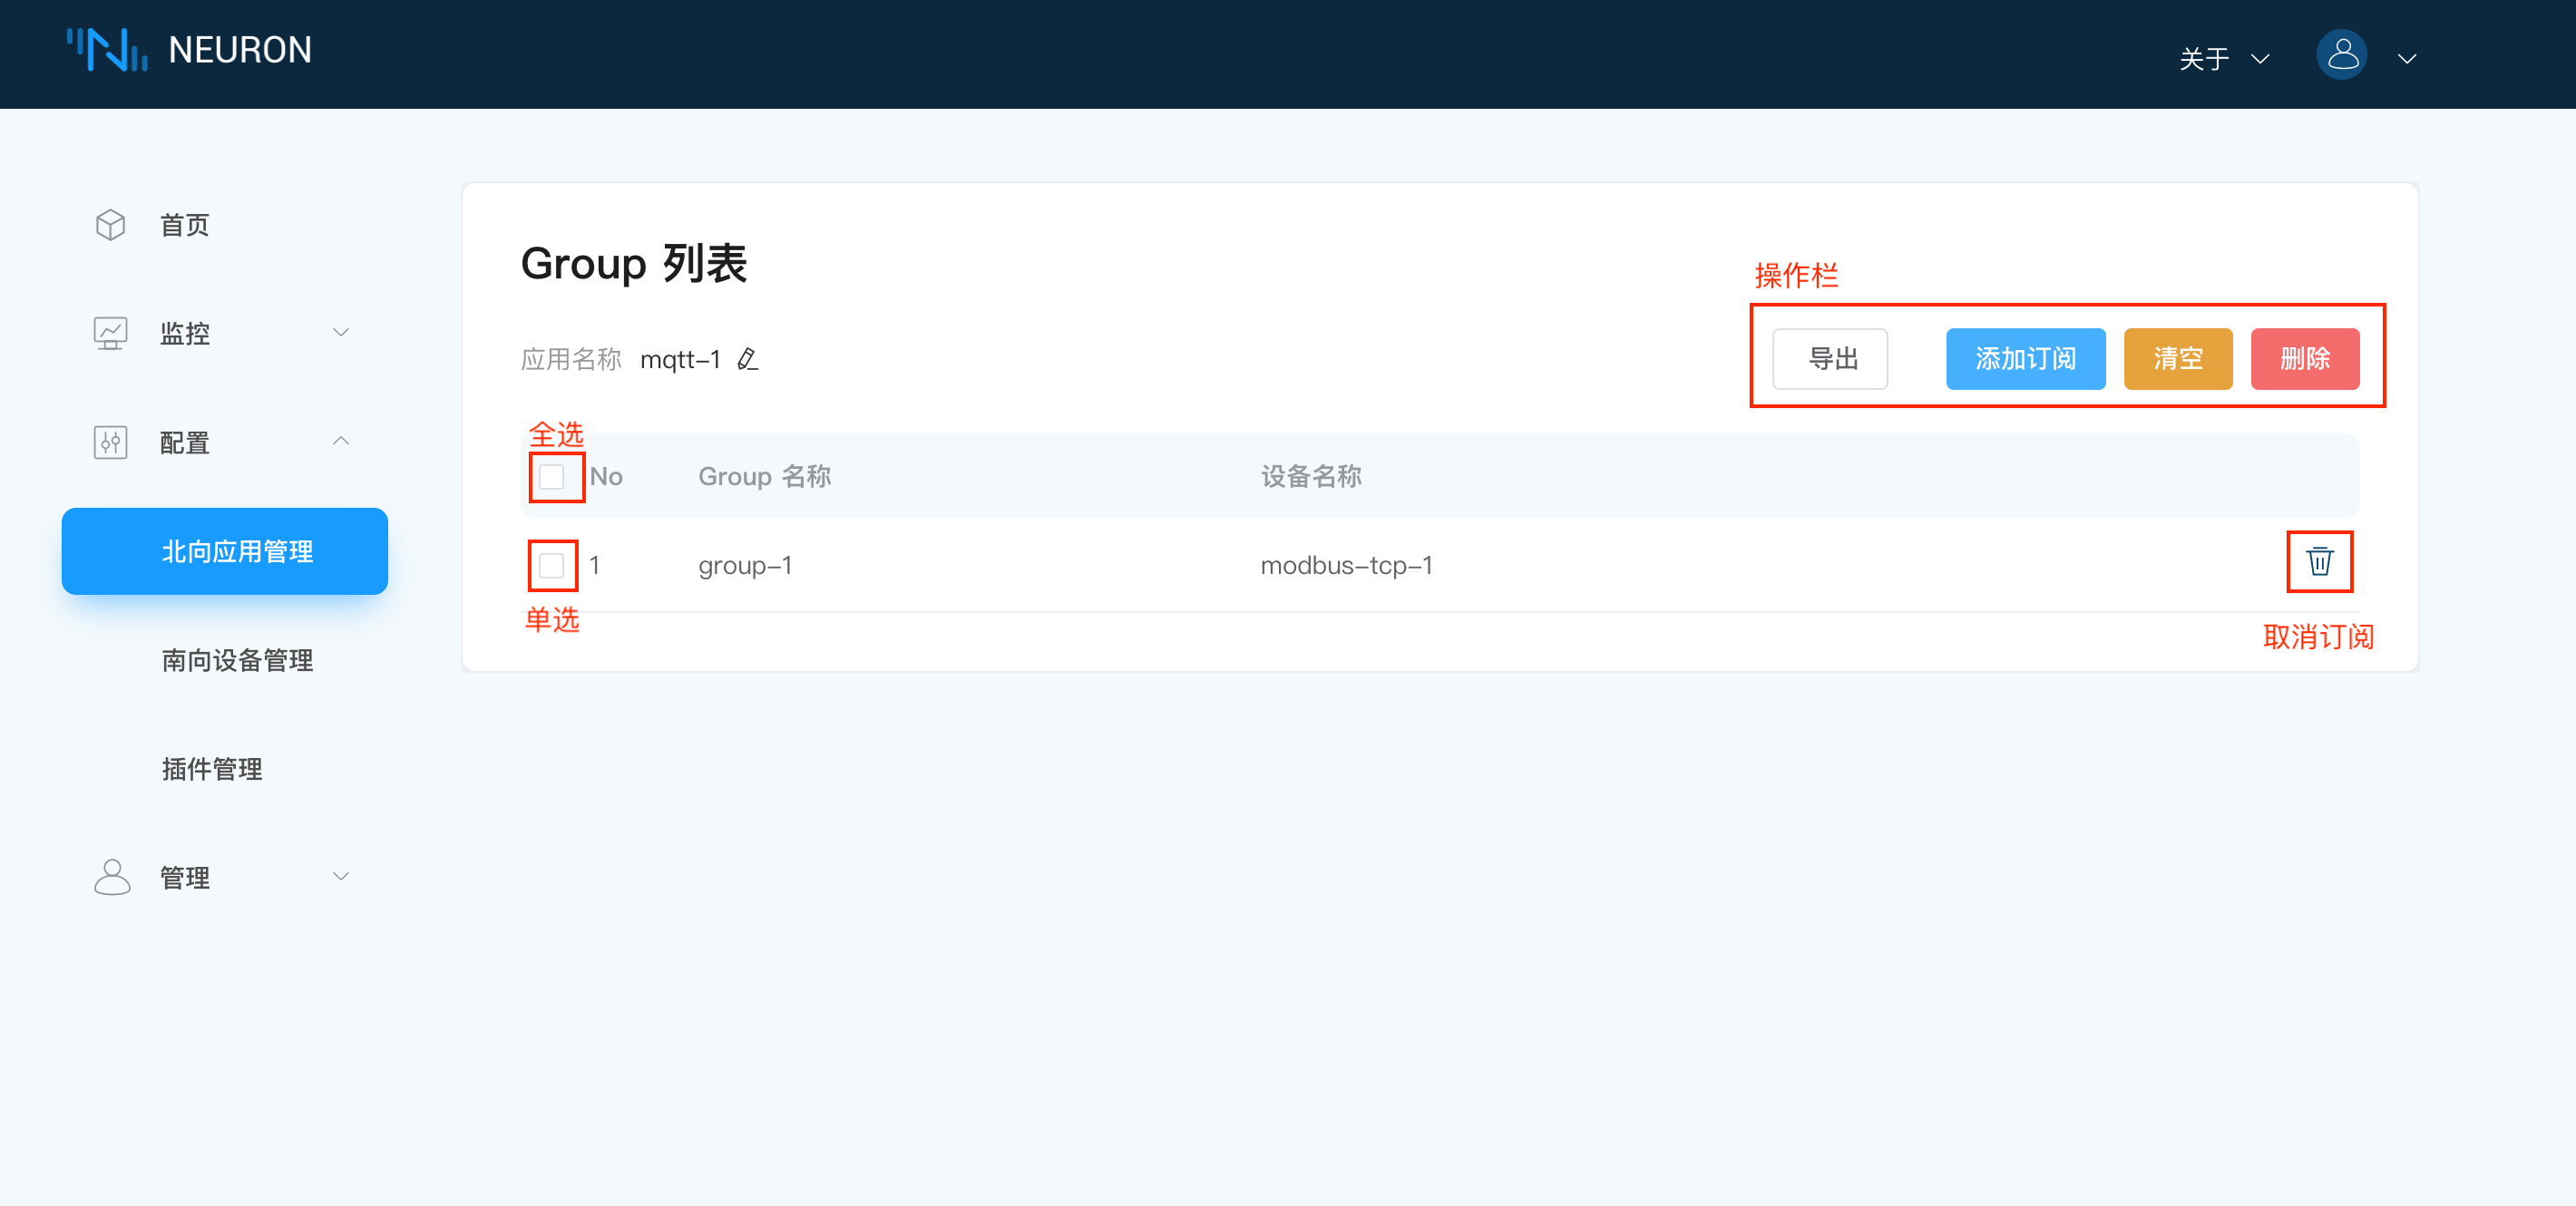 NEURON
关于
首页
监控
配置
北向应用管理
南向设备管理
插件管理
管理
Group 列表
操作栏
应用名称 mqtt-1
导出 添加订阅 清空 删除
全选
No Group 名称 设备名称
1 group-1 modbus-tcp-1
单选
取消订阅